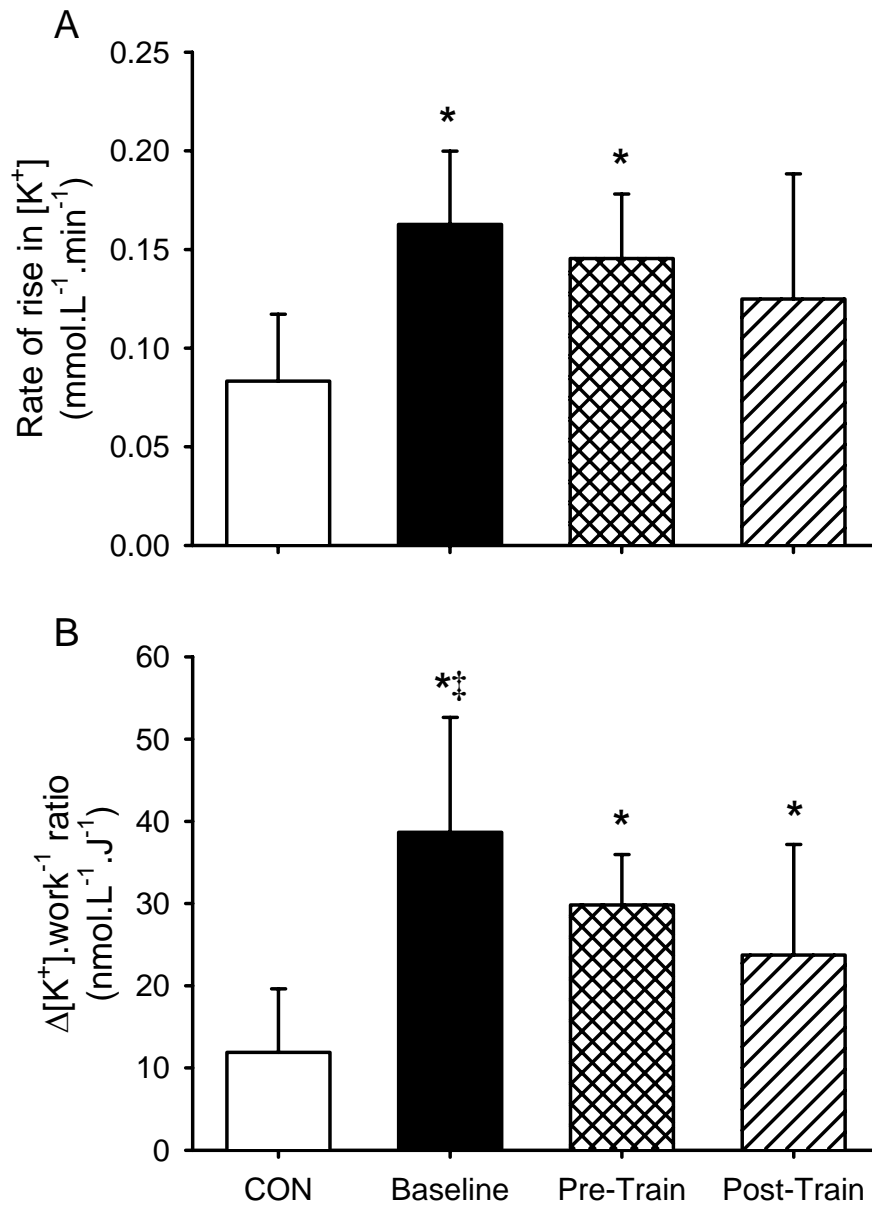 A
Rate of rise in [K⁺]
(mmol.L⁻¹.min⁻¹)
0.25
0.20
0.15
0.10
0.05
0.00
*
*
B
Δ[K⁺].work⁻¹ ratio
(nmol.L⁻¹.J⁻¹)
60
50
40
30
20
10
0
*‡
*
*
CON Baseline Pre-Train Post-Train